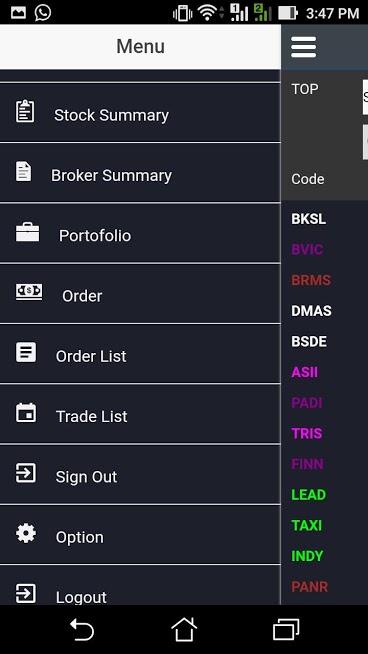 3:47 PM
Menu
Stock Summary
Broker Summary
Portofolio
Order
Order List
Trade List
Sign Out
Option
Logout
TOP
Code
BKSL
BVIC
BRMS
DMAS
BSDE
ASII
PADI
TRIS
FINN
LEAD
TAXI
INDY
PANR